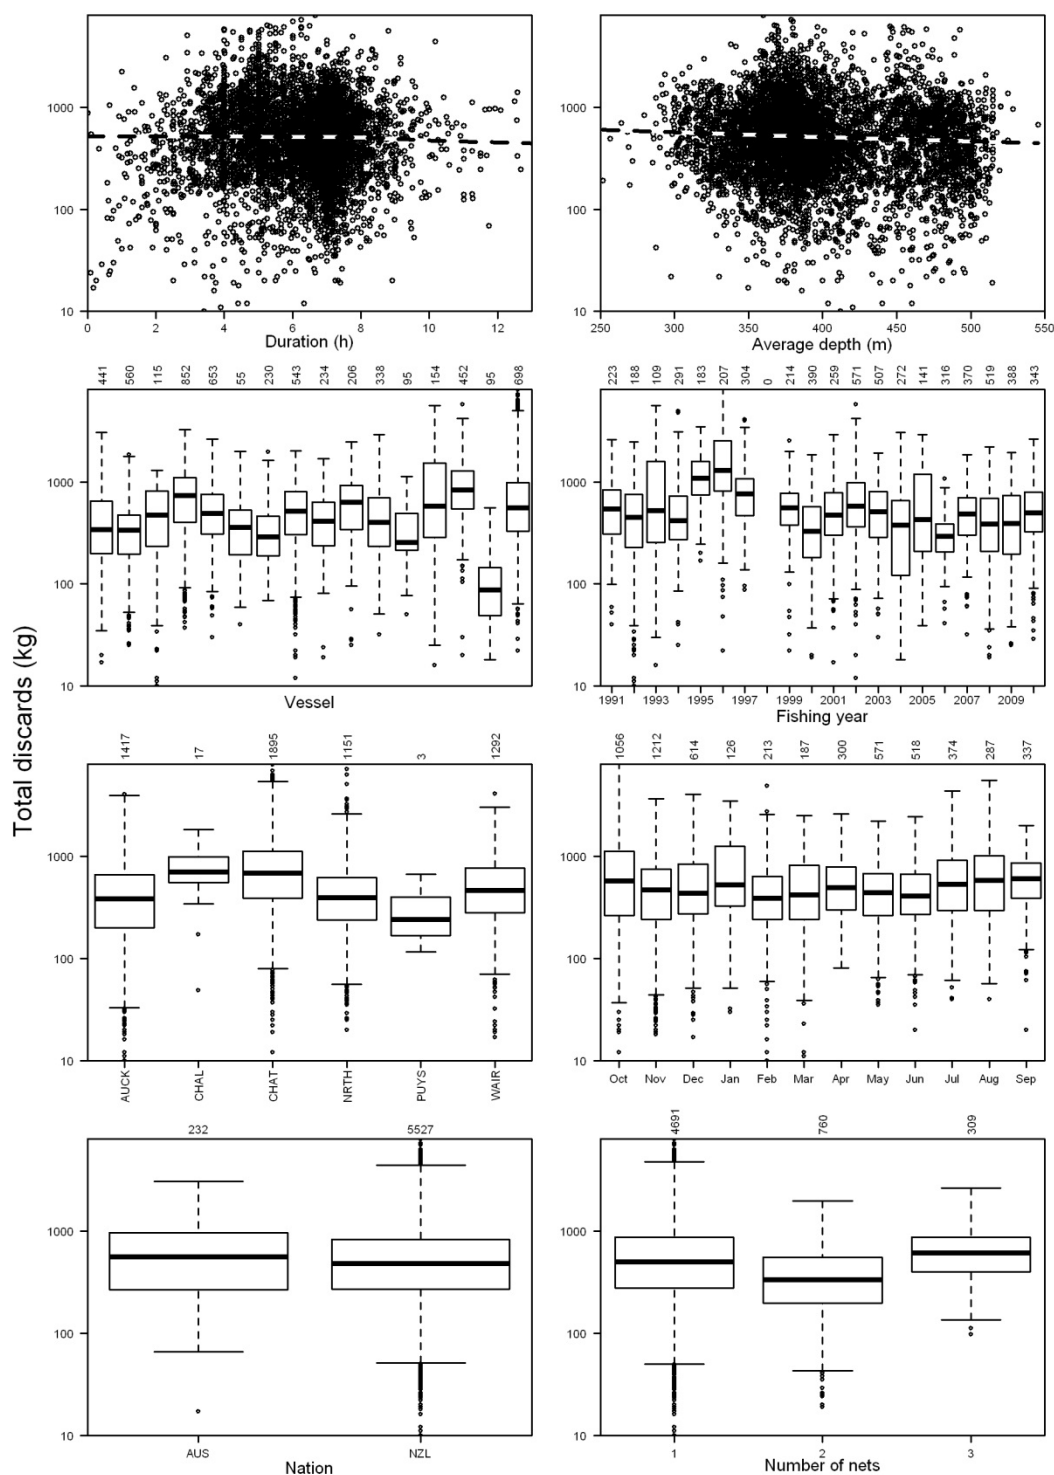 Total discards (kg)
1000
100
10
0 2 4 6 8 10 12
Duration (h)
250 300 350 400 450 500 550
Average depth (m)
441 560 115 852 653 55 230 543 234 206 338 95 154 452 95 698
1000
100
10
Vessel
223 188 109 291 183 207 304 0 214 390 259 571 507 272 141 316 370 519 388 343
1000
100
10
1991 1993 1995 1997 1999 2001 2003 2005 2007 2009
Fishing year
1417 17 1895 1151 3 1292
1000
100
10
AUCK CHAL CHAT NRTH PUYS WAIR
1056 1212 614 126 213 187 300 571 518 374 287 337
1000
100
10
Oct Nov Dec Jan Feb Mar Apr May Jun Jul Aug Sep
232 5527
1000
100
10
AUS NZL
Nation
4691 760 309
1000
100
10
1 2 3
Number of nets